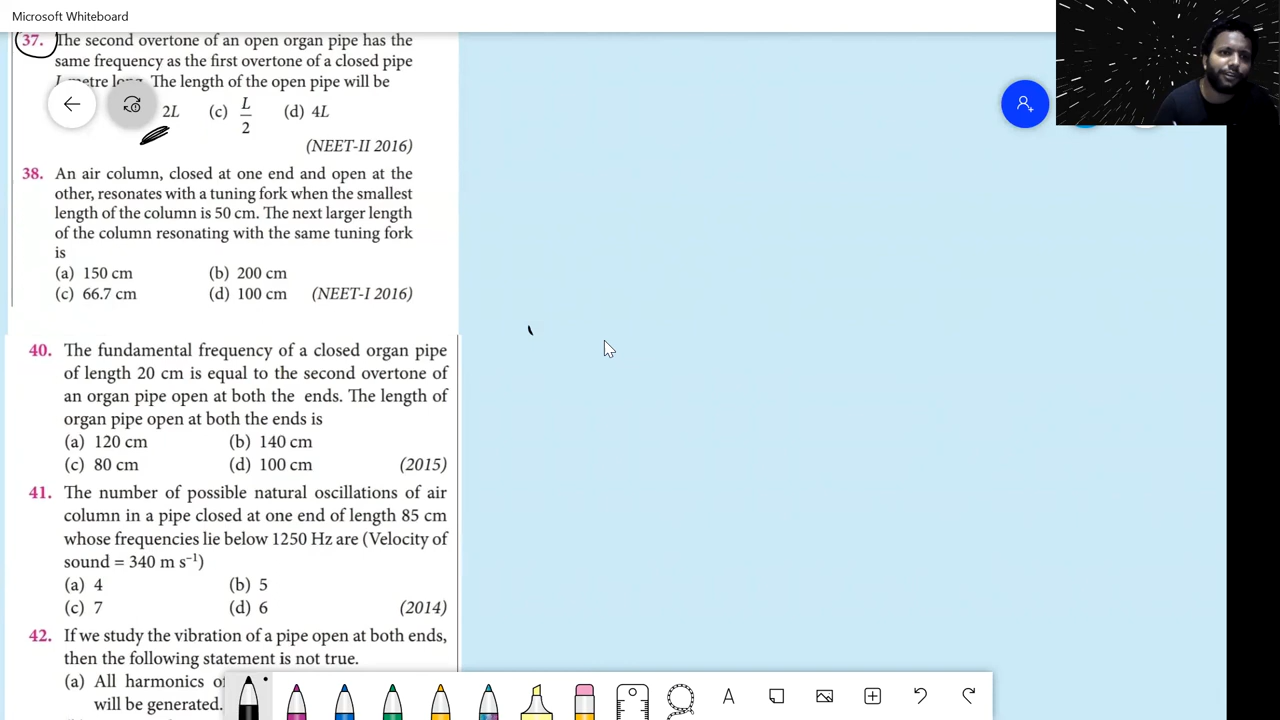 Microsoft Whiteboard
37. The second overtone of an open organ pipe has the
same frequency as the first overtone of a closed pipe
L metre long. The length of the open pipe will be
2L (c) L/2 (d) 4L
(NEET-II 2016)
38. An air column, closed at one end and open at the
other, resonates with a tuning fork when the smallest
length of the column is 50 cm. The next larger length
of the column resonating with the same tuning fork
is
(a) 150 cm (b) 200 cm
(c) 66.7 cm (d) 100 cm (NEET-I 2016)
40. The fundamental frequency of a closed organ pipe
of length 20 cm is equal to the second overtone of
an organ pipe open at both the ends. The length of
organ pipe open at both the ends is
(a) 120 cm (b) 140 cm
(c) 80 cm (d) 100 cm (2015)
41. The number of possible natural oscillations of air
column in a pipe closed at one end of length 85 cm
whose frequencies lie below 1250 Hz are (Velocity of
sound = 340 m s⁻¹)
(a) 4 (b) 5
(c) 7 (d) 6 (2014)
42. If we study the vibration of a pipe open at both ends,
then the following statement is not true.
(a) All harmonics
will be generated.
A